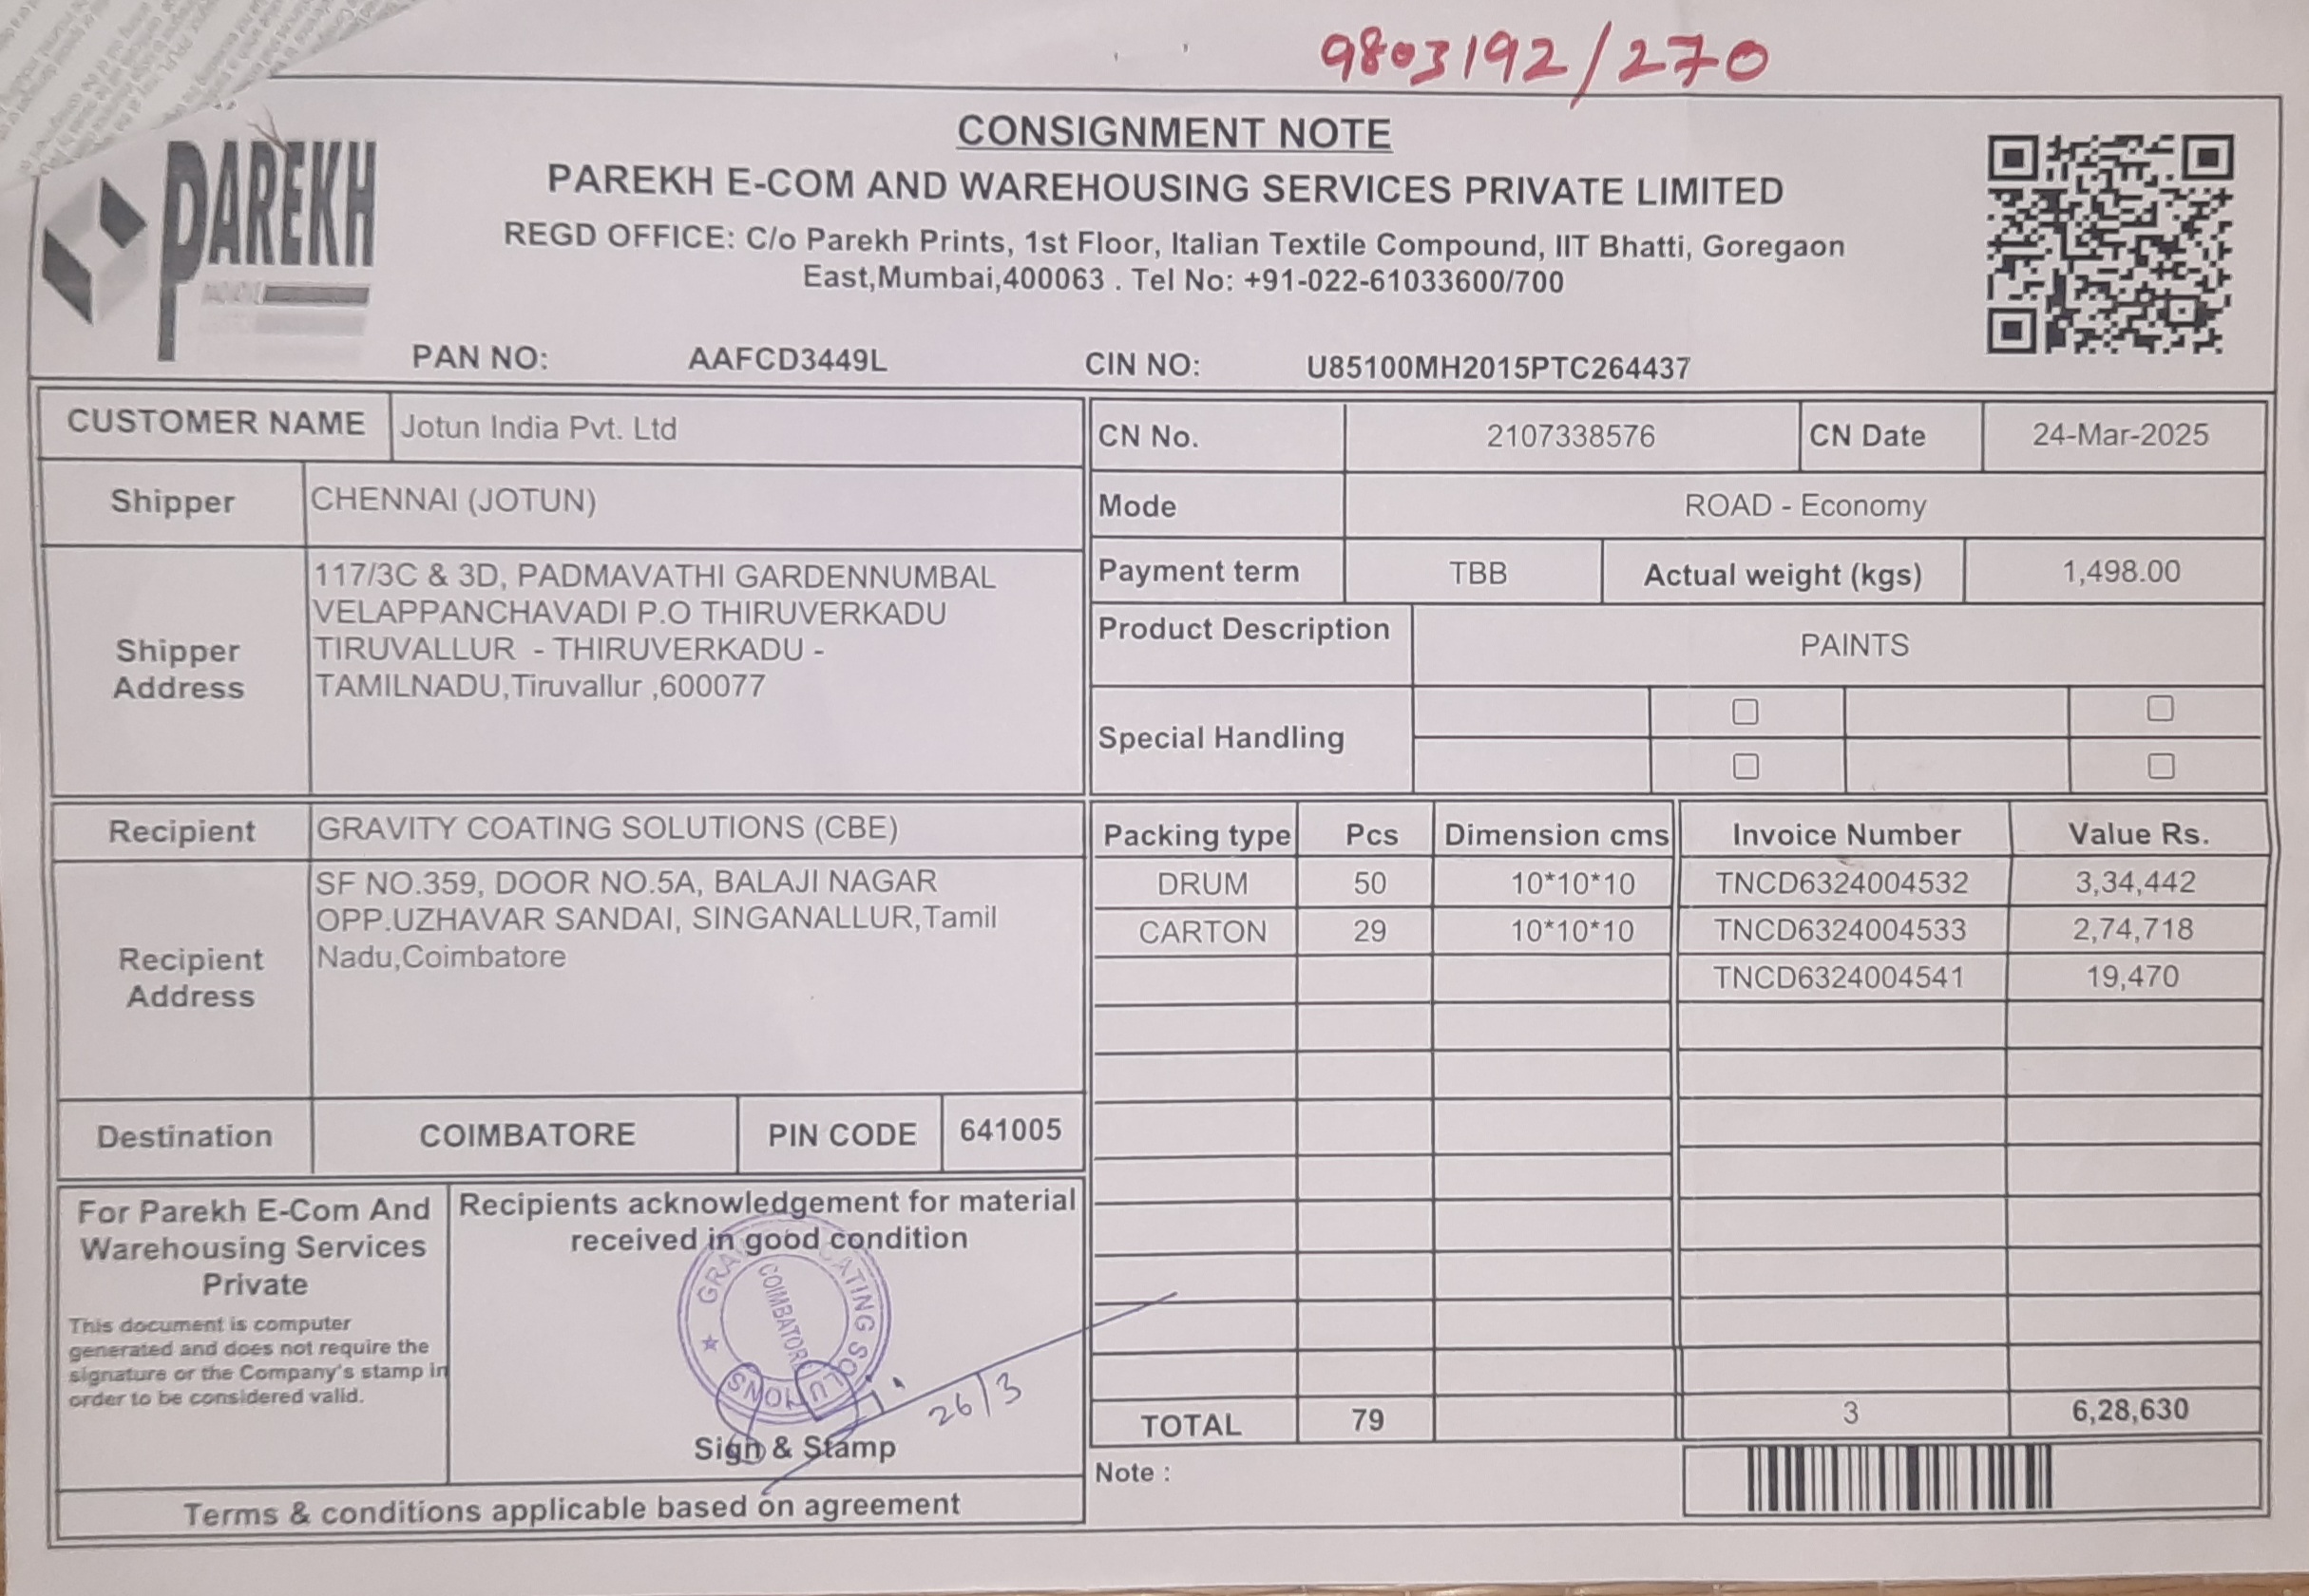 9803192/270
CONSIGNMENT NOTE
PAREKH
PAREKH E-COM AND WAREHOUSING SERVICES PRIVATE LIMITED
REGD OFFICE: C/o Parekh Prints, 1st Floor, Italian Textile Compound, IIT Bhatti, Goregaon
East,Mumbai,400063 . Tel No: +91-022-61033600/700
PAN NO: AAFCD3449L CIN NO: U85100MH2015PTC264437
CUSTOMER NAME Jotun India Pvt. Ltd
Shipper CHENNAI (JOTUN)
Shipper Address
117/3C & 3D, PADMAVATHI GARDENNUMBAL
VELAPPANCHAVADI P.O THIRUVERKADU
TIRUVALLUR - THIRUVERKADU -
TAMILNADU,Tiruvallur ,600077
CN No. 2107338576 CN Date 24-Mar-2025
Mode ROAD - Economy
Payment term TBB Actual weight (kgs) 1,498.00
Product Description PAINTS
Special Handling
Recipient GRAVITY COATING SOLUTIONS (CBE)
Recipient Address
SF NO.359, DOOR NO.5A, BALAJI NAGAR
OPP.UZHAVAR SANDAI, SINGANALLUR,Tamil
Nadu,Coimbatore
Destination COIMBATORE PIN CODE 641005
Packing type Pcs Dimension cms Invoice Number Value Rs.
DRUM 50 10*10*10 TNCD6324004532 3,34,442
CARTON 29 10*10*10 TNCD6324004533 2,74,718
TNCD6324004541 19,470
TOTAL 79 3 6,28,630
Note :
For Parekh E-Com And
Warehousing Services
Private
This document is computer
generated and does not require the
signature or the Company's stamp in
order to be considered valid.
Recipients acknowledgement for material
received in good condition
COATING SOLUTIONS
COIMBATORE
26/3
Sign & Stamp
Terms & conditions applicable based on agreement